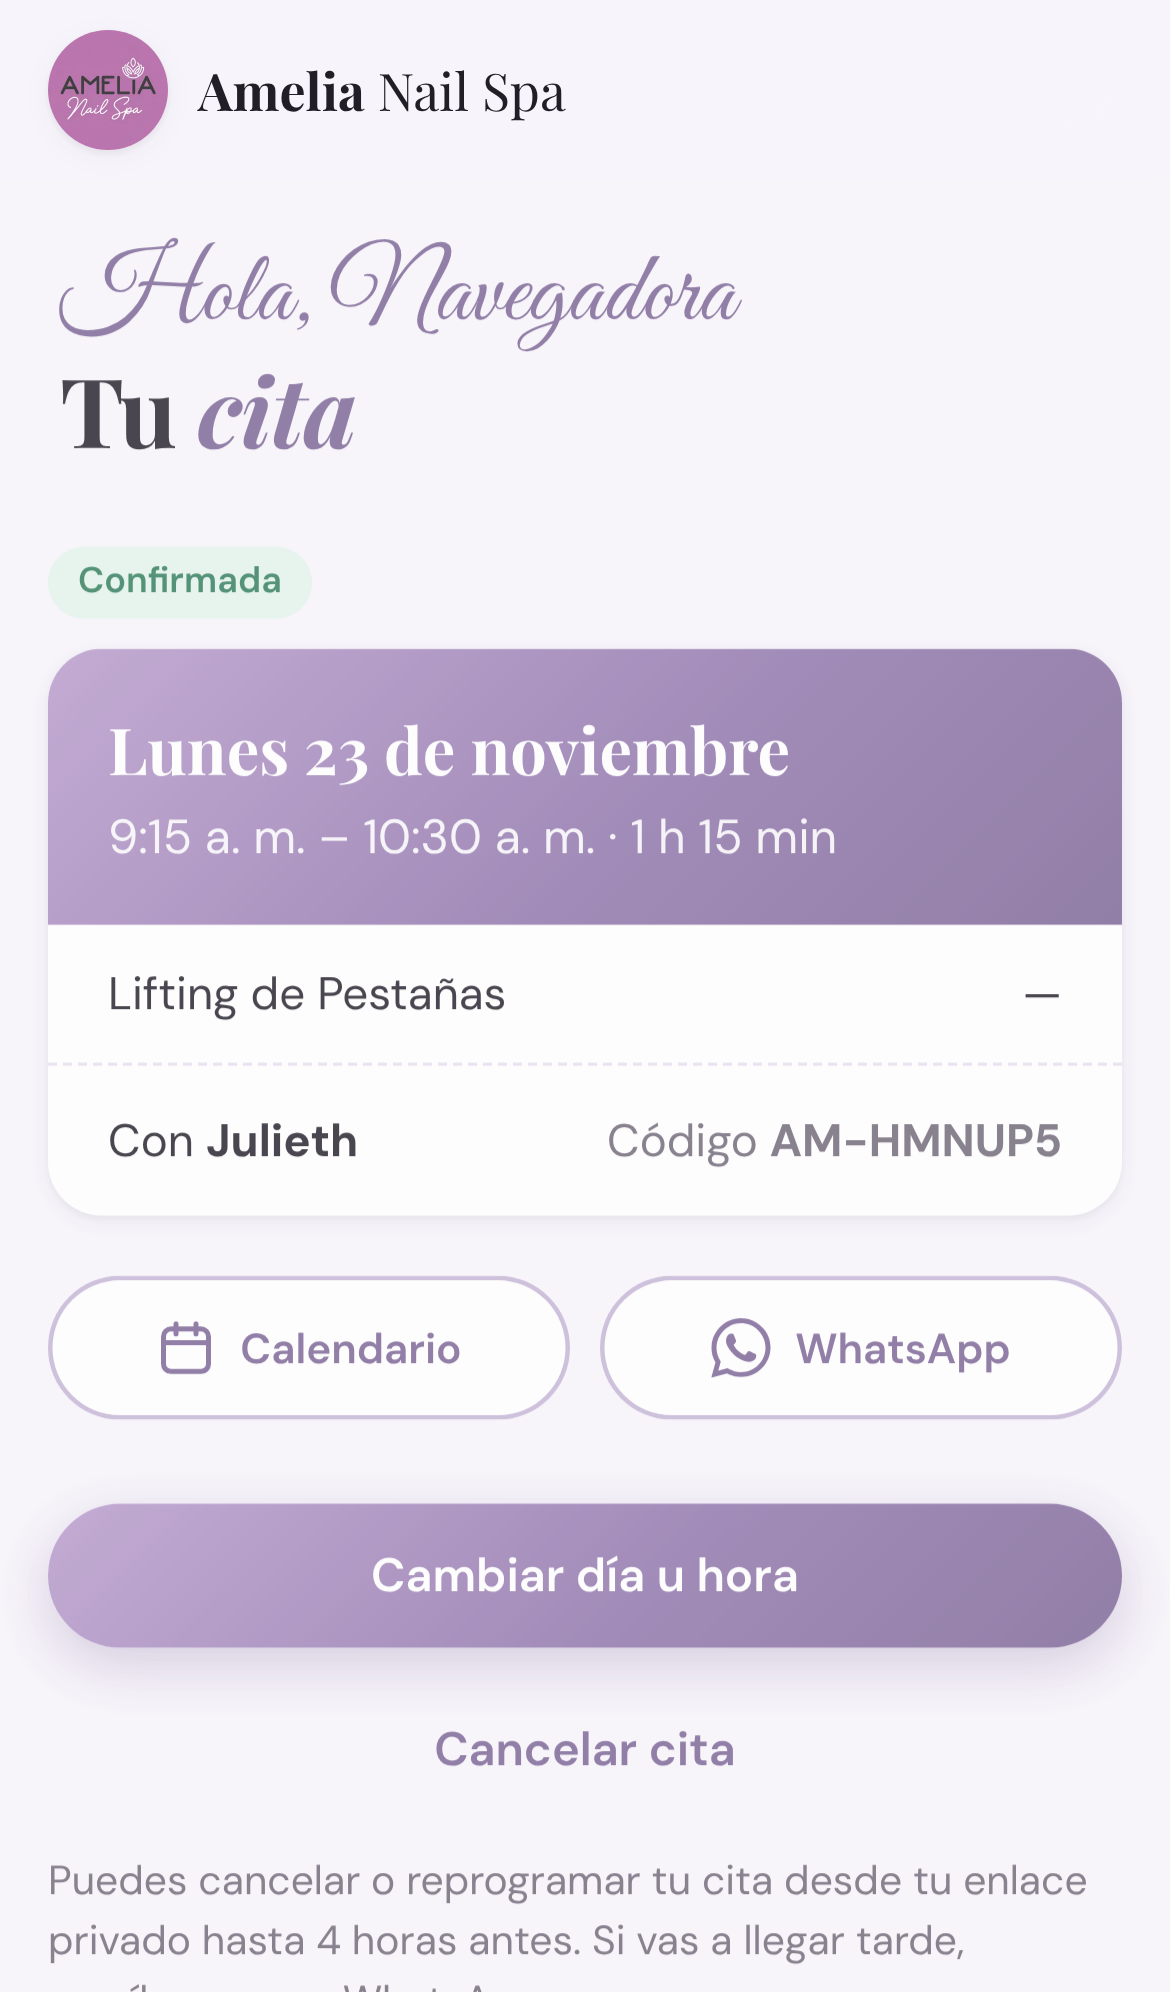 AMELIA
Nail Spa
Amelia Nail Spa
Hola, Navegadora
Tu cita
Confirmada
Lunes 23 de noviembre
9:15 a. m. – 10:30 a. m. · 1 h 15 min
Lifting de Pestañas —
Con Julieth Código AM-HMNUP5
Calendario WhatsApp
Cambiar día u hora
Cancelar cita
Puedes cancelar o reprogramar tu cita desde tu enlace
privado hasta 4 horas antes. Si vas a llegar tarde,